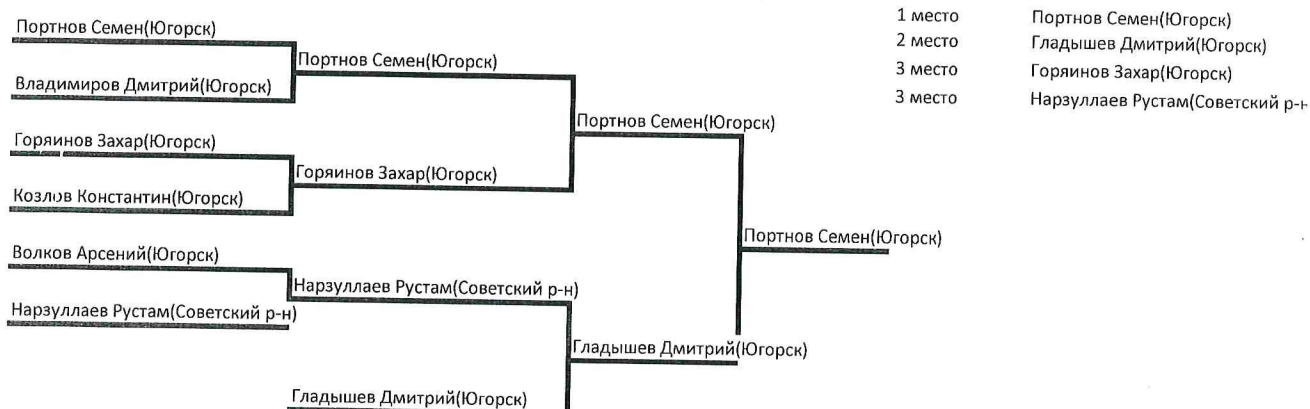 Портнов Семен(Югорск)
Владимиров Дмитрий(Югорск)
Горяинов Захар(Югорск)
Козлов Константин(Югорск)
Волков Арсений(Югорск)
Нарзуллаев Рустам(Советский р-н)
Портнов Семен(Югорск)
Горяинов Захар(Югорск)
Нарзуллаев Рустам(Советский р-н)
Гладышев Дмитрий(Югорск)
Портнов Семен(Югорск)
Гладышев Дмитрий(Югорск)
Портнов Семен(Югорск)
1 место Портнов Семен(Югорск)
2 место Гладышев Дмитрий(Югорск)
3 место Горяинов Захар(Югорск)
3 место Нарзуллаев Рустам(Советский р-н